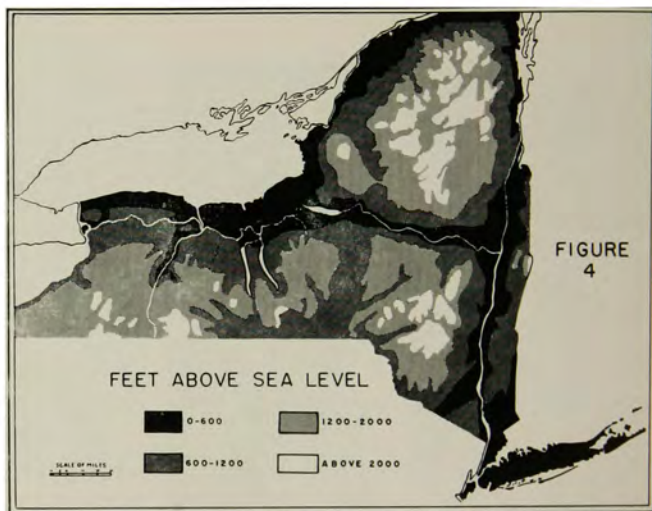 FIGURE
4
FEET ABOVE SEA LEVEL
0-600
1200-2000
SCALE OF MILES
600-1200
ABOVE 2000